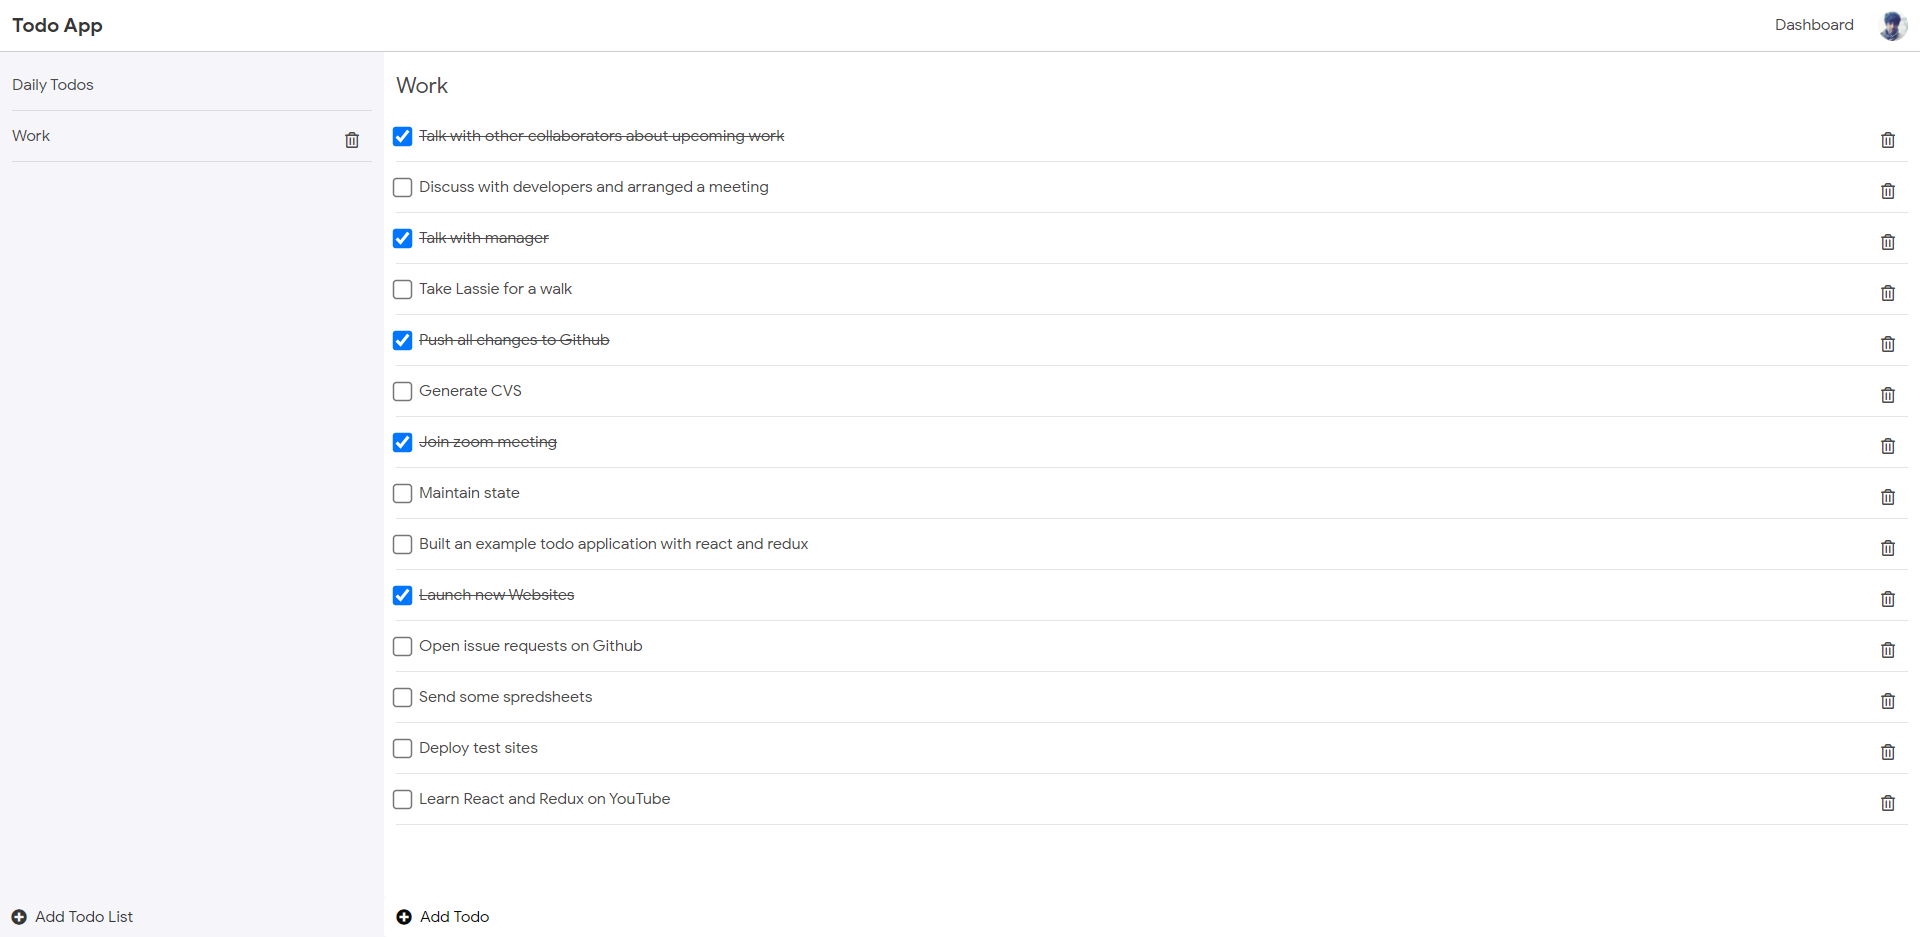 Todo App
Dashboard
Daily Todos
Work
Work
Talk with other collaborators about upcoming work
Discuss with developers and arranged a meeting
Talk with manager
Take Lassie for a walk
Push all changes to Github
Generate CVS
Join zoom meeting
Maintain state
Built an example todo application with react and redux
Launch new Websites
Open issue requests on Github
Send some spredsheets
Deploy test sites
Learn React and Redux on YouTube
Add Todo List
Add Todo